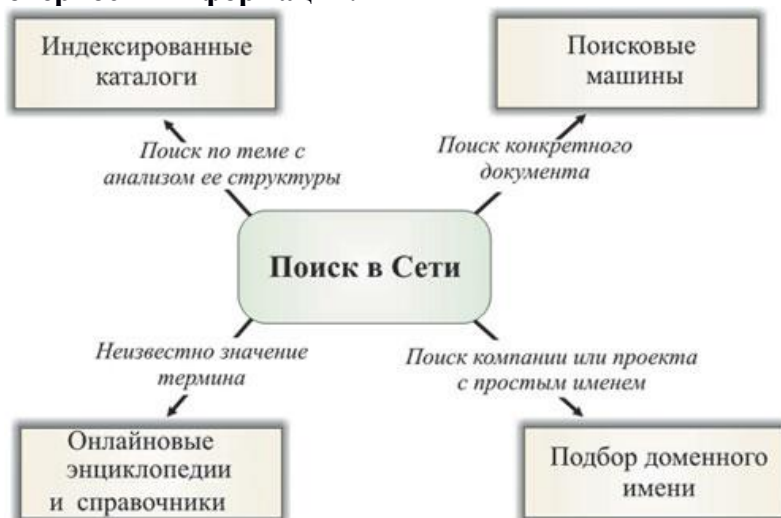 Индексированные
каталоги
Поисковые
машины
Поиск по теме с
анализом ее структуры
Поиск конкретного
документа
Поиск в Сети
Неизвестно значение
термина
Поиск компании или проекта
с простым именем
Онлайновые
энциклопедии
и справочники
Подбор доменного
имени